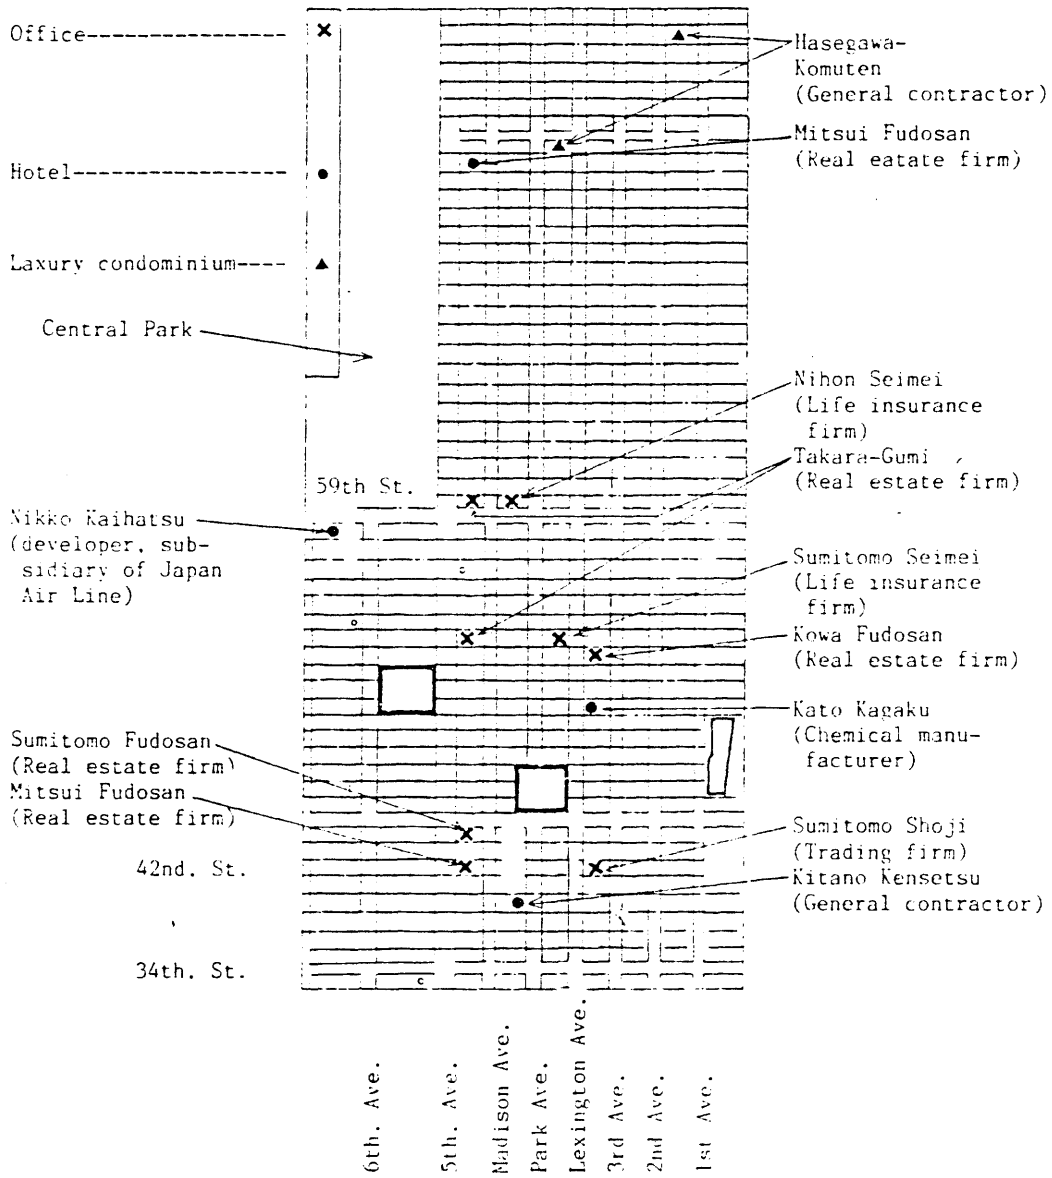 Office
Hotel
Laxury condominium
Central Park
59th St.
Nikko Kaihatsu
(developer, sub-
sidiary of Japan
Air Line)
Sumitomo Fudosan
(Real estate firm)
Mitsui Fudosan
(Real estate firm)
42nd. St.
34th. St.
Hasegawa-
Komuten
(General contractor)
Mitsui Fudosan
(Real eatate firm)
Nihon Seimei
(Life insurance
firm)
Takara-Gumi
(Real estate firm)
Sumitomo Seimei
(Life insurance
firm)
Kowa Fudosan
(Real estate firm)
Kato Kagaku
(Chemical manu-
facturer)
Sumitomo Shoji
(Trading firm)
Kitano Kensetsu
(General contractor)
6th. Ave.
5th. Ave.
Madison Ave.
Park Ave.
Lexington Ave.
3rd Ave.
2nd Ave.
1st Ave.